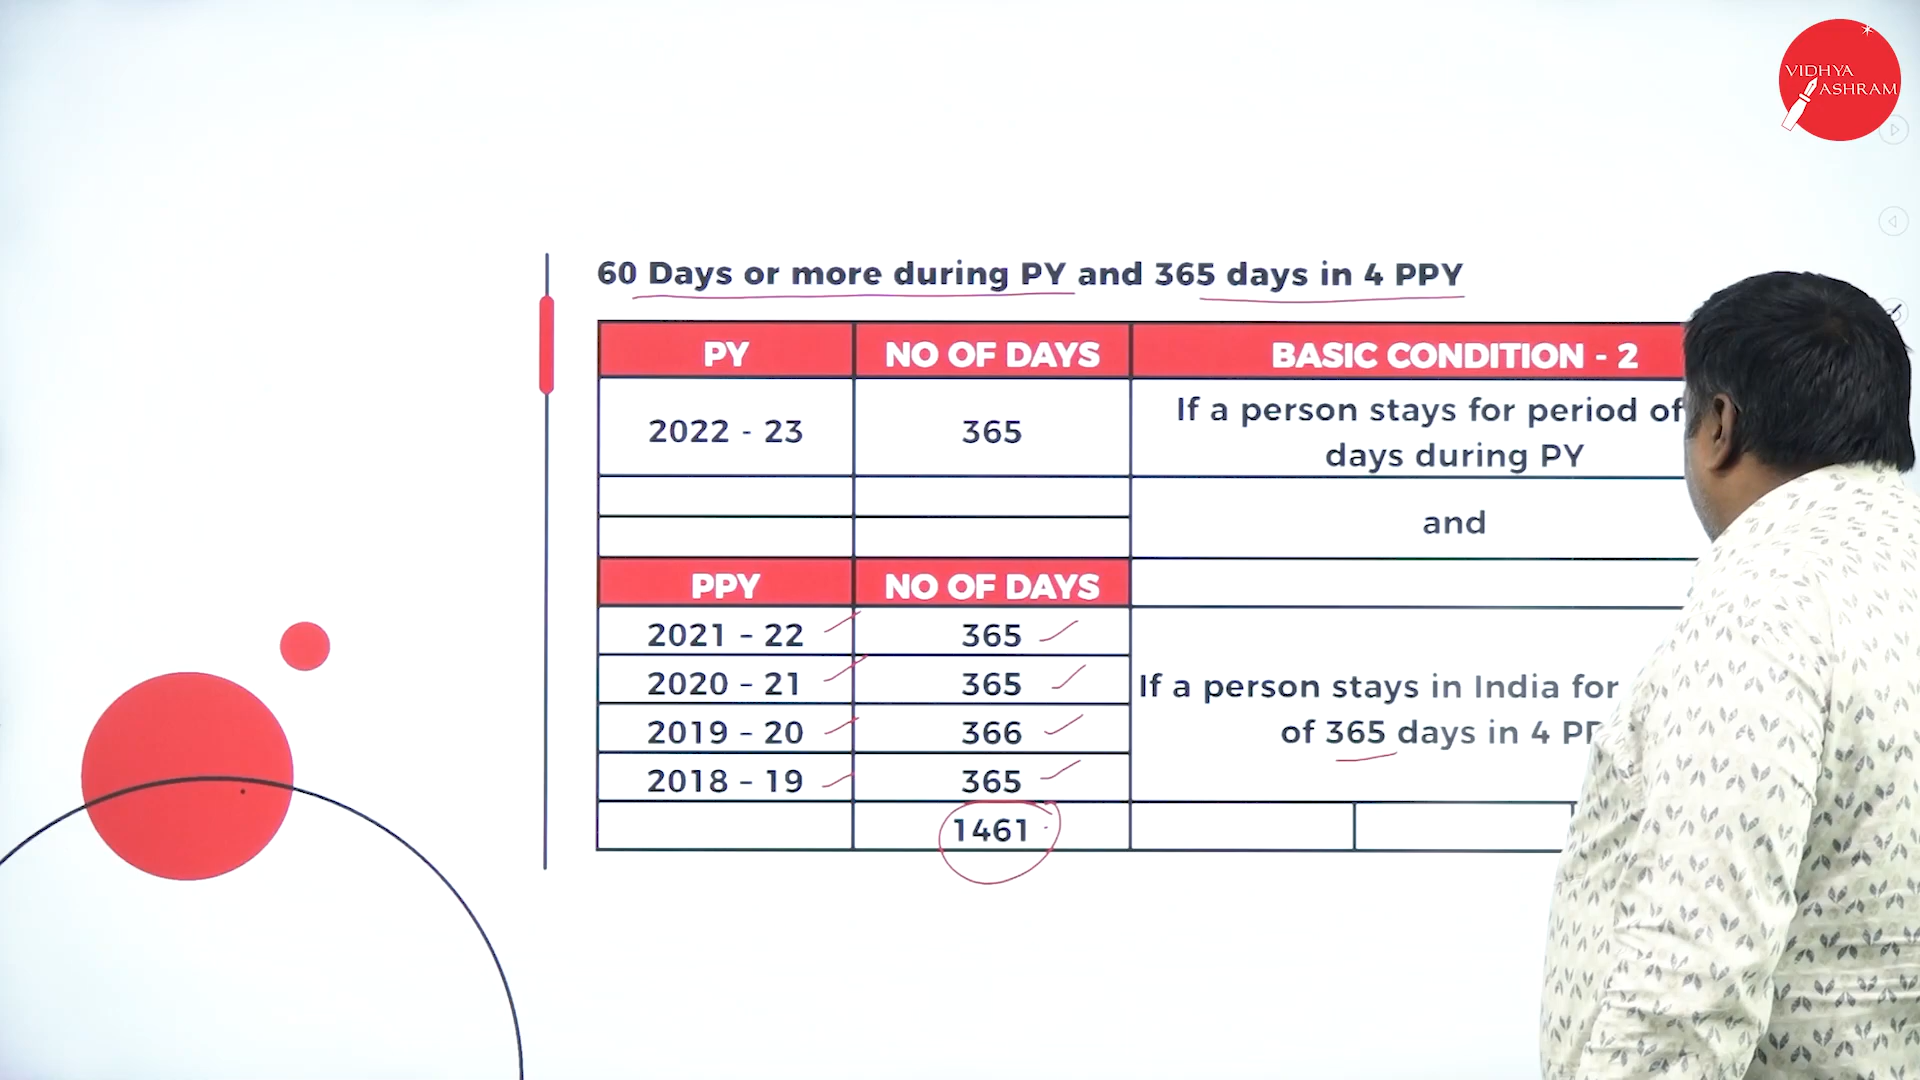 VIDHYA
ASHRAM
60 Days or more during PY and 365 days in 4 PPY
PY NO OF DAYS BASIC CONDITION - 2
2022 - 23 365 If a person stays for period of
days during PY
and
PPY NO OF DAYS
2021 - 22 365
2020 - 21 365 If a person stays in India for
2019 - 20 366 of 365 days in 4
2018 - 19 365
1461